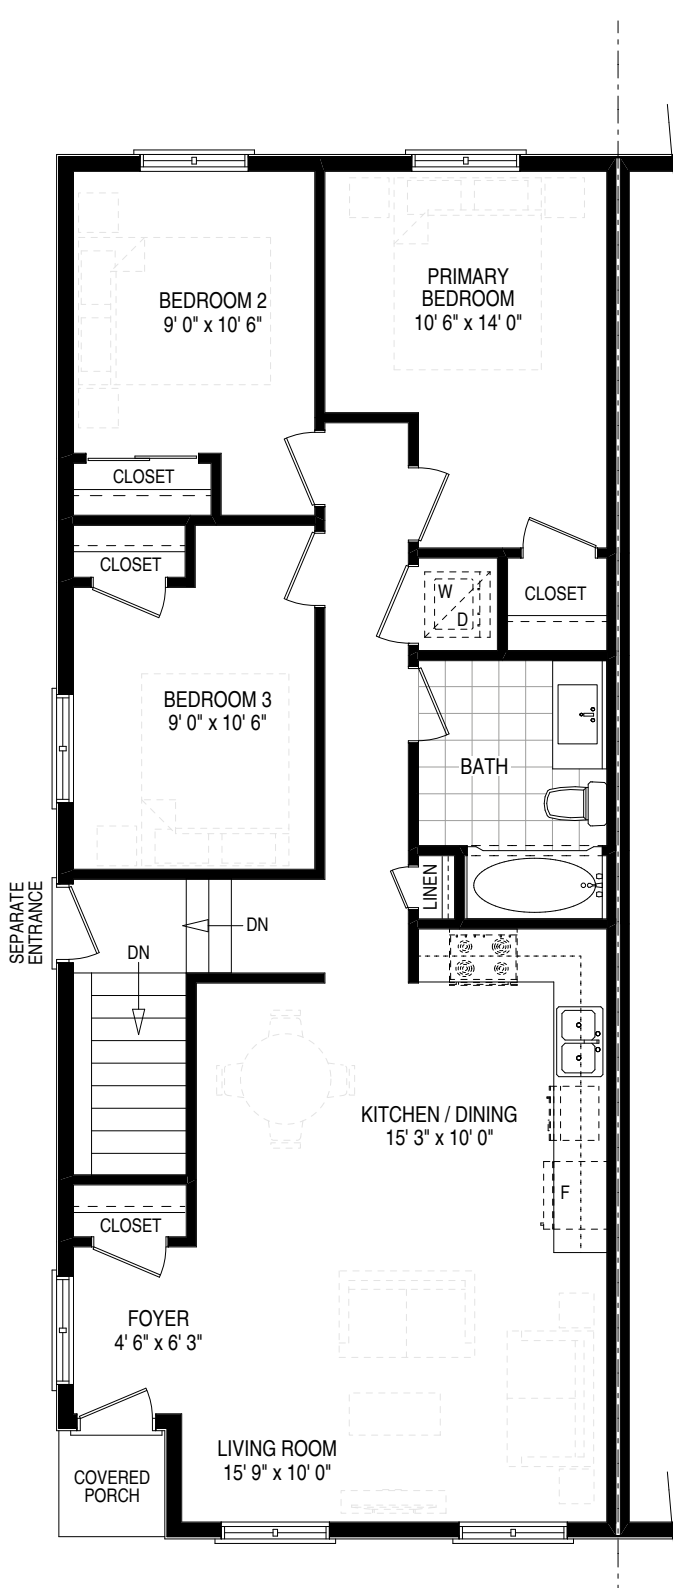 PRIMARY
BEDROOM
10' 6" x 14' 0"
BEDROOM 2
9' 0" x 10' 6"
CLOSET
CLOSET
W
D
CLOSET
BEDROOM 3
9' 0" x 10' 6"
BATH
LINEN
SEPARATE
ENTRANCE
DN
DN
KITCHEN / DINING
15' 3" x 10' 0"
F
CLOSET
FOYER
4' 6" x 6' 3"
LIVING ROOM
15' 9" x 10' 0"
COVERED
PORCH